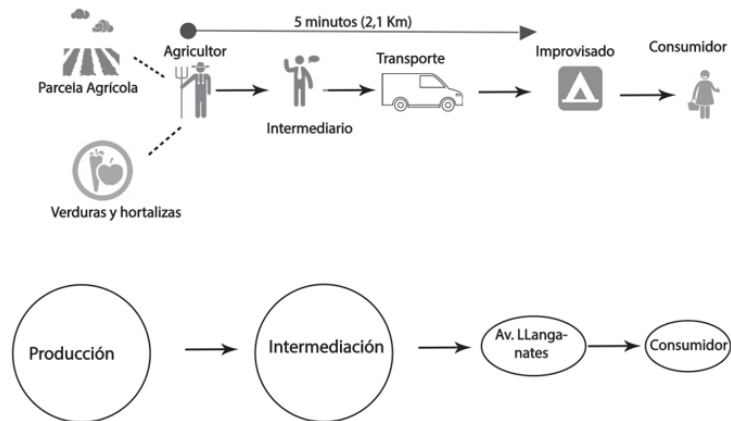 5 minutos (2,1 Km)
Agricultor
Improvisado
Consumidor
Transporte
Parcela Agrícola
Intermediario
Verduras y hortalizas
Producción
Intermediación
Av. LLanga-
nates
Consumidor